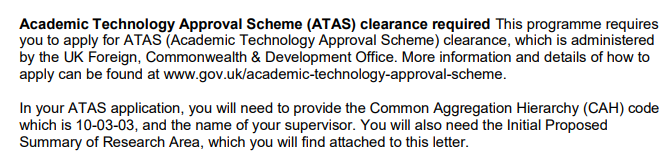 Academic Technology Approval Scheme (ATAS) clearance required This programme requires
you to apply for ATAS (Academic Technology Approval Scheme) clearance, which is administered
by the UK Foreign, Commonwealth & Development Office. More information and details of how to
apply can be found at www.gov.uk/academic-technology-approval-scheme.
In your ATAS application, you will need to provide the Common Aggregation Hierarchy (CAH) code
which is 10-03-03, and the name of your supervisor. You will also need the Initial Proposed
Summary of Research Area, which you will find attached to this letter.